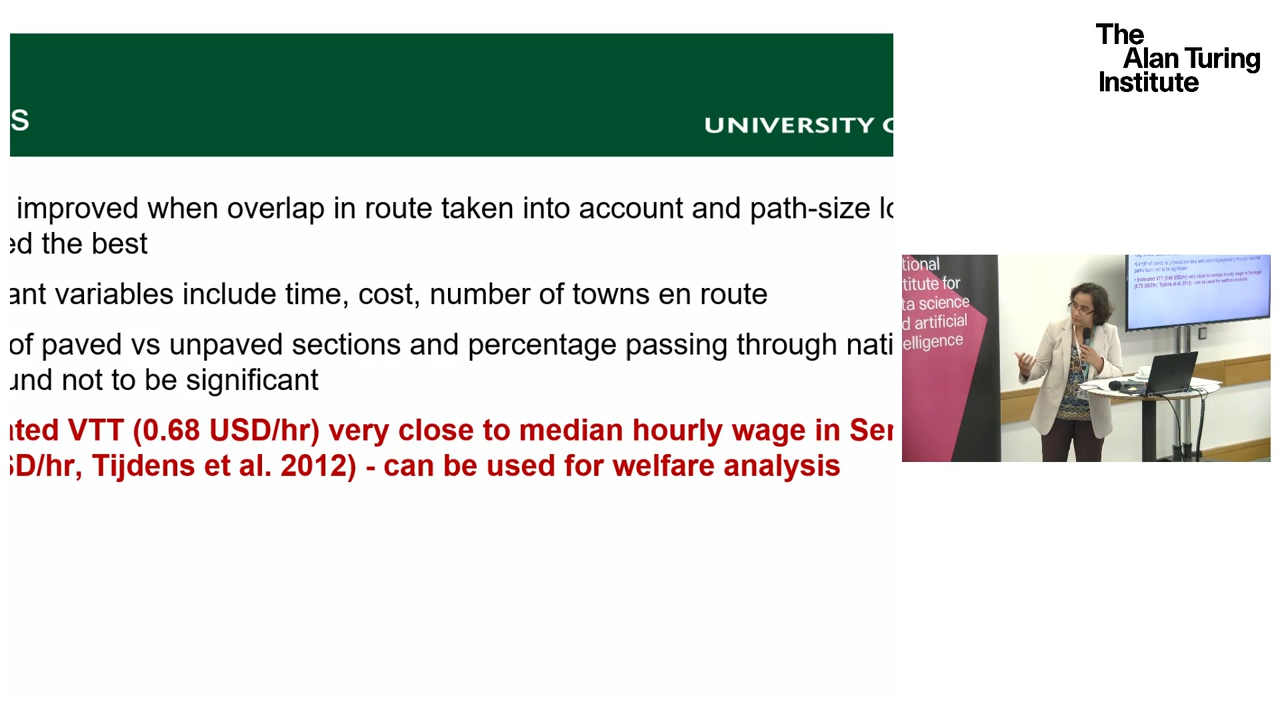 The
Alan Turing
Institute
s
UNIVERSITY
improved when overlap in route taken into account and path-size
ed the best
ant variables include time, cost, number of towns en route
of paved vs unpaved sections and percentage passing through nati
und not to be significant
ated VTT (0.68 USD/hr) very close to median hourly wage in Sen
SD/hr, Tijdens et al. 2012) - can be used for welfare analysis
tional
titute for
ta science
d artificial
elligence